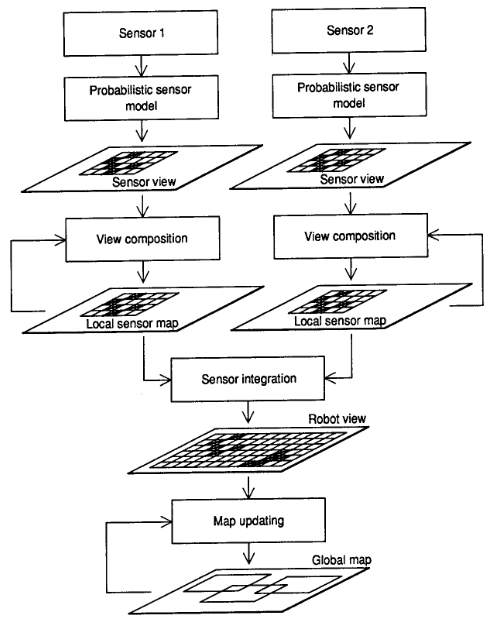 Sensor 1
Sensor 2
Probabilistic sensor
model
Probabilistic sensor
model
Sensor view
Sensor view
View composition
View composition
Local sensor map
Local sensor map
Sensor integration
Robot view
Map updating
Global map